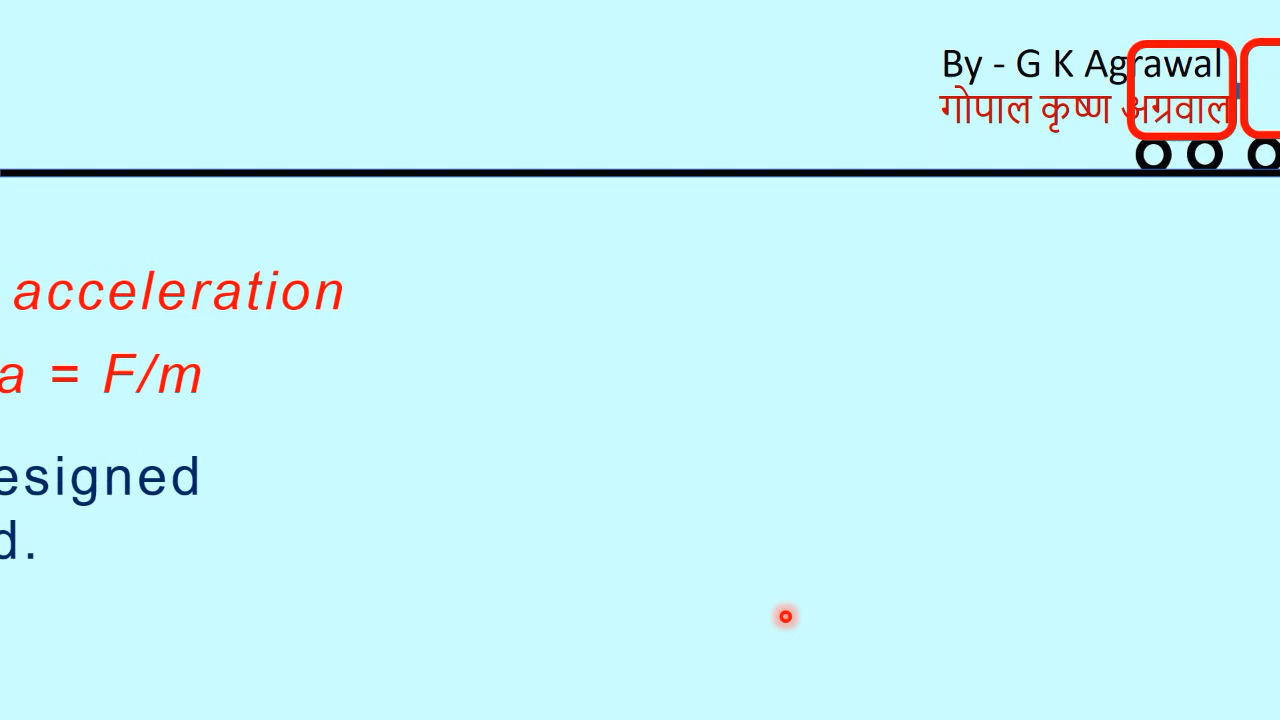 By - G K Agrawal
गोपाल कृष्ण अग्रवाल
acceleration
a = F/m
esigned
d.